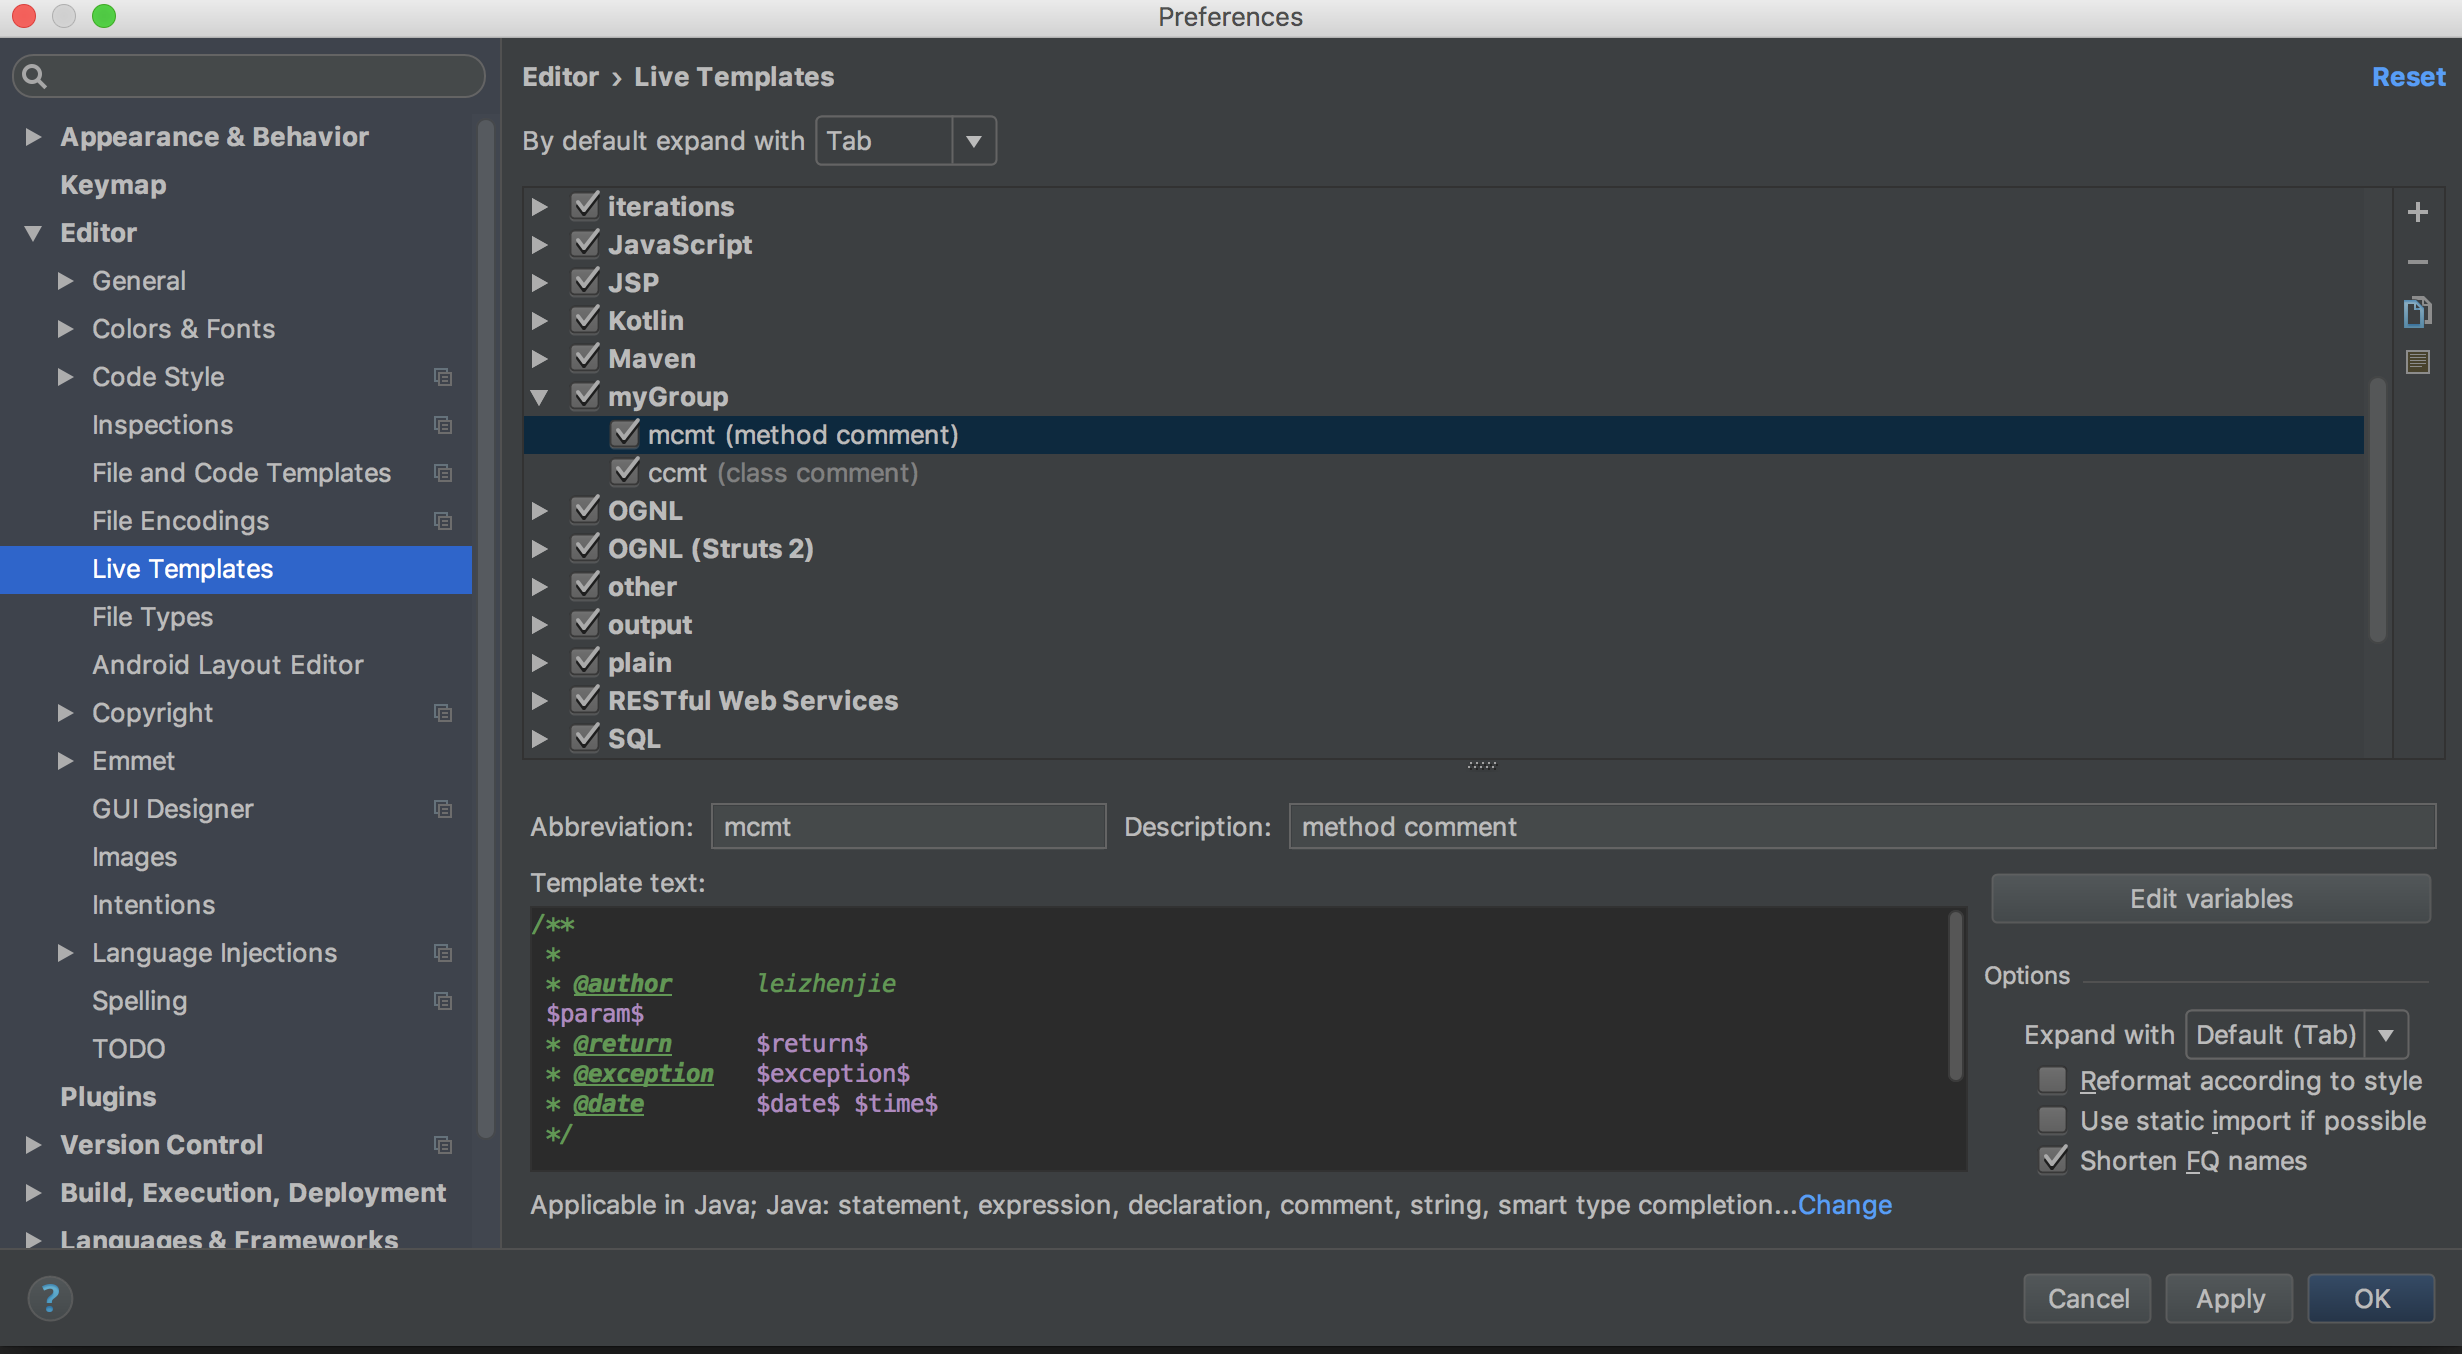 Preferences
Appearance & Behavior
Keymap
Editor
General
Colors & Fonts
Code Style
Inspections
File and Code Templates
File Encodings
Live Templates
File Types
Android Layout Editor
Copyright
Emmet
GUI Designer
Images
Intentions
Language Injections
Spelling
TODO
Plugins
Version Control
Build, Execution, Deployment
Languages & Frameworks
Editor › Live Templates
Reset
By default expand with Tab
iterations
JavaScript
JSP
Kotlin
Maven
myGroup
mcmt (method comment)
ccmt (class comment)
OGNL
OGNL (Struts 2)
other
output
plain
RESTful Web Services
SQL
Abbreviation: mcmt Description: method comment
Template text:
/**
*
* @author leizhenjie
$param$
* @return $return$
* @exception $exception$
* @date $date$ $time$
*/
Edit variables
Options
Expand with Default (Tab)
Reformat according to style
Use static import if possible
Shorten FQ names
Applicable in Java; Java: statement, expression, declaration, comment, string, smart type completion...Change
?
Cancel Apply OK